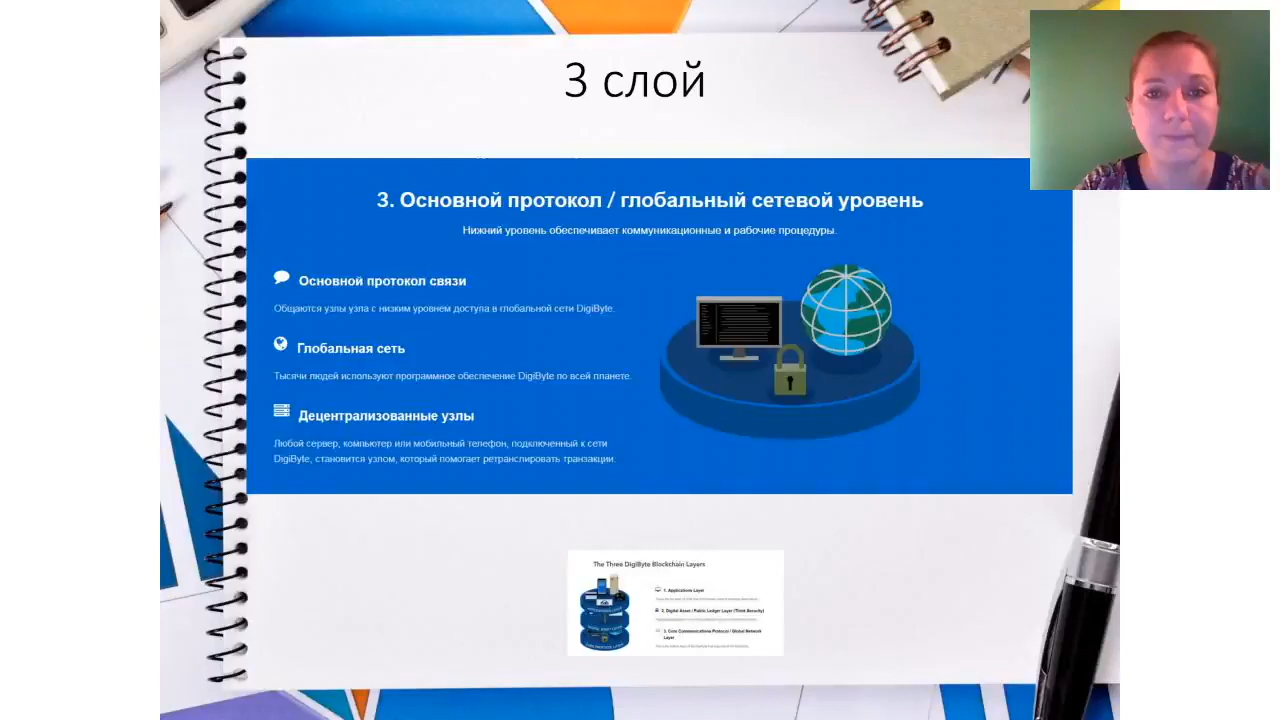 3 слой
3. Основной протокол / глобальный сетевой уровень
Нижний уровень обеспечивает коммуникационные и рабочие процедуры.
Основной протокол связи
Общаются узлы узла с низким уровнем доступа в глобальной сети DigiByte.
Глобальная сеть
Тысячи людей используют программное обеспечение DigiByte по всей планете.
Децентрализованные узлы
Любой сервер, компьютер или мобильный телефон, подключенный к сети
DigiByte, становится узлом, который помогает ретранслировать транзакции.
The Three DigiByte Blockchain Layers
1. Applications Layer
2. Digital Asset / Public Ledger Layer (Think Security)
3. Core Communications Protocol / Global Network
Layer